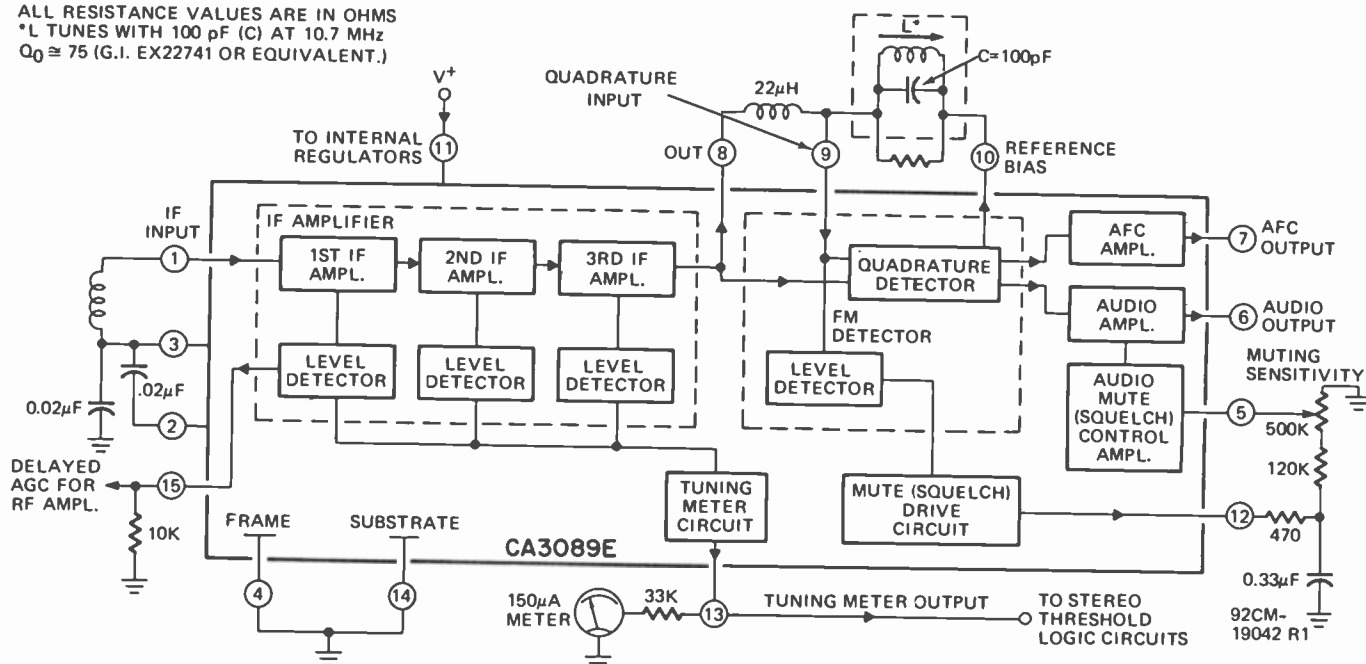 ALL RESISTANCE VALUES ARE IN OHMS
*L TUNES WITH 100 pF (C) AT 10.7 MHz
Q0 ≅ 75 (G.I. EX22741 OR EQUIVALENT.)
V+
TO INTERNAL
REGULATORS
11
QUADRATURE
INPUT
22μH
L*
C=100pF
OUT
8
9
10
REFERENCE
BIAS
IF
INPUT
1
IF AMPLIFIER
1ST IF
AMPL.
2ND IF
AMPL.
3RD IF
AMPL.
QUADRATURE
DETECTOR
AFC
AMPL.
7
AFC
OUTPUT
AUDIO
AMPL.
6
AUDIO
OUTPUT
FM
DETECTOR
3
LEVEL
DETECTOR
LEVEL
DETECTOR
LEVEL
DETECTOR
LEVEL
DETECTOR
.02μF
0.02μF
2
AUDIO
MUTE
(SQUELCH)
CONTROL
AMPL.
MUTING
SENSITIVITY
5
500K
120K
DELAYED
AGC FOR
RF AMPL.
15
10K
FRAME
SUBSTRATE
TUNING
METER
CIRCUIT
MUTE (SQUELCH)
DRIVE
CIRCUIT
12
470
CA3089E
4
14
150μA
METER
33K
13
TUNING METER OUTPUT
TO STEREO
THRESHOLD
LOGIC CIRCUITS
0.33μF
92CM-
19042 R1